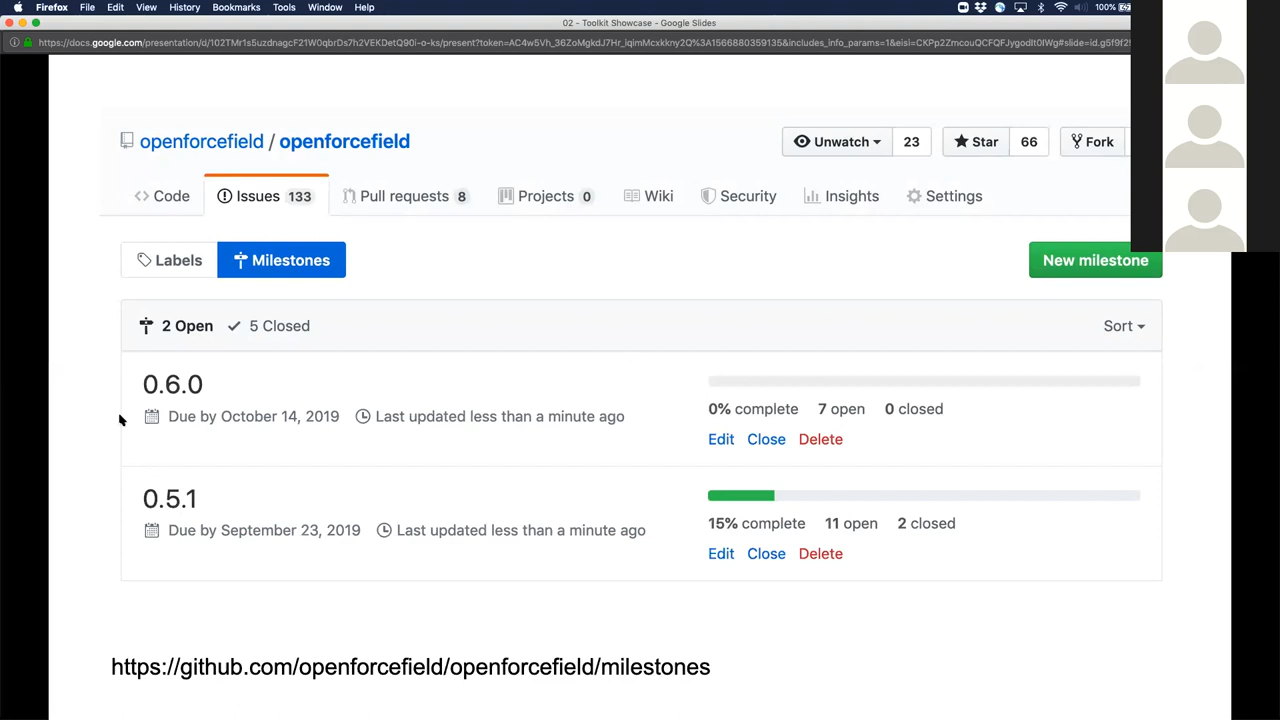 Firefox File Edit View History Bookmarks Tools Window Help 100%
02 - Toolkit Showcase - Google Slides
openforcefield / openforcefield
Unwatch 23 Star 66 Fork
Code Issues 133 Pull requests 8 Projects 0 Wiki Security Insights Settings
Labels Milestones New milestone
2 Open 5 Closed Sort
0.6.0
Due by October 14, 2019 Last updated less than a minute ago
0% complete 7 open 0 closed
Edit Close Delete
0.5.1
Due by September 23, 2019 Last updated less than a minute ago
15% complete 11 open 2 closed
Edit Close Delete
https://github.com/openforcefield/openforcefield/milestones